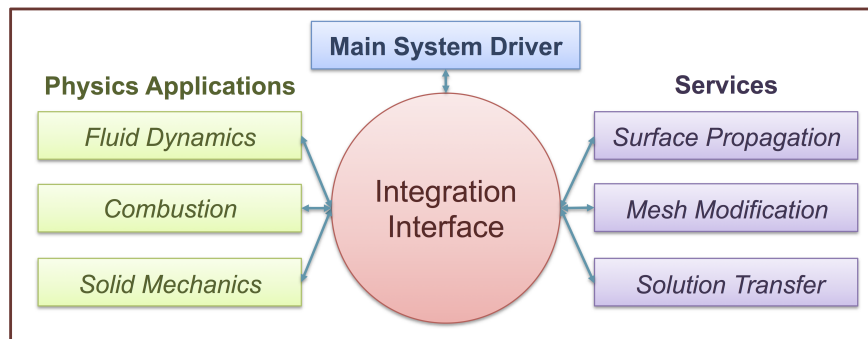 Main System Driver
Physics Applications
Services
Fluid Dynamics
Surface Propagation
Combustion
Integration
Interface
Mesh Modification
Solid Mechanics
Solution Transfer